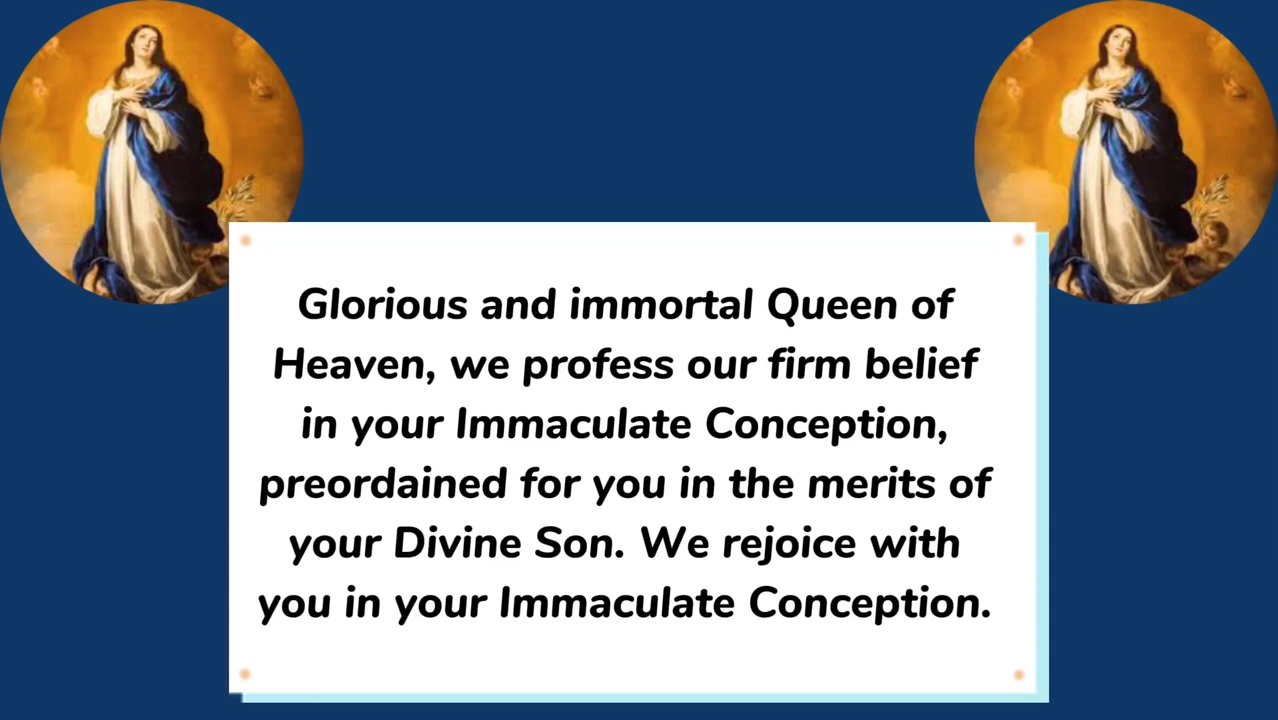 Glorious and immortal Queen of
Heaven, we profess our firm belief
in your Immaculate Conception,
preordained for you in the merits of
your Divine Son. We rejoice with
you in your Immaculate Conception.